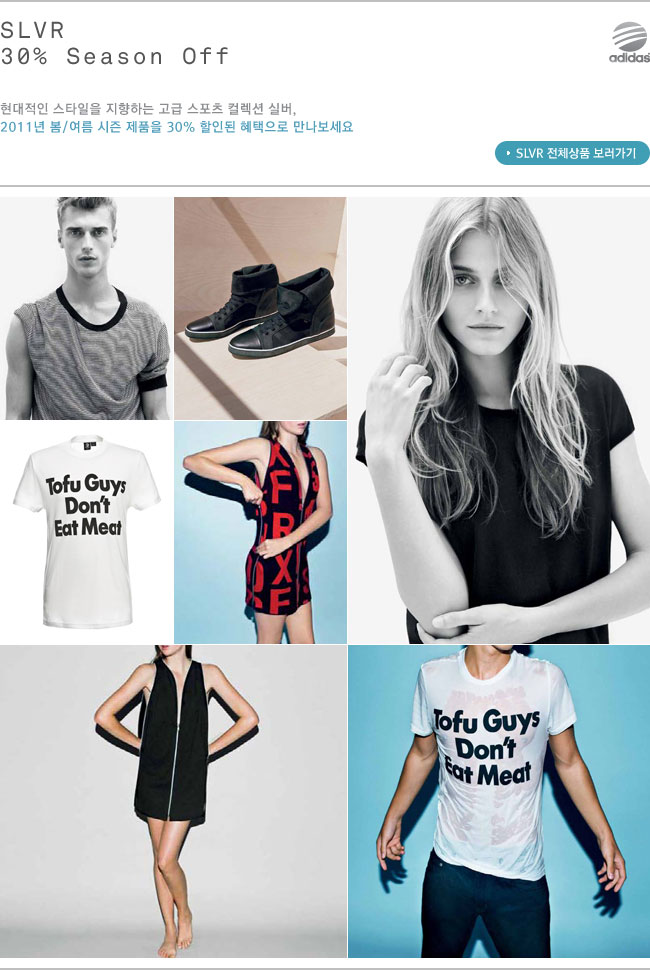 SLVR
30% Season Off
adidas
현대적인 스타일을 지향하는 고급 스포츠 컬렉션 실버,
2011년 봄/여름 시즌 제품을 30% 할인된 혜택으로 만나보세요
SLVR 전체상품 보러가기
Tofu Guys
Don't
Eat Meat
Tofu Guys
Don't
Eat Meat